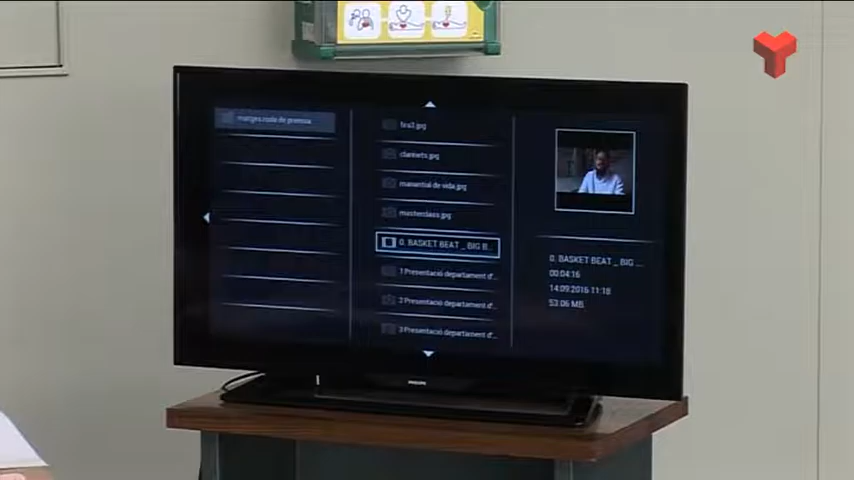 matges roda de premsa
fira3.jpg
clarinets.jpg
manantial de vida.jpg
masterclass.jpg
0. BASKET BEAT _ BIG B...
1 Presentació departament d'...
2 Presentació departament d'...
3 Presentació departament d'...
0. BASKET BEAT _ BIG ...
00:04:16
14:09:2016 11:18
53.06 MB
PHILIPS